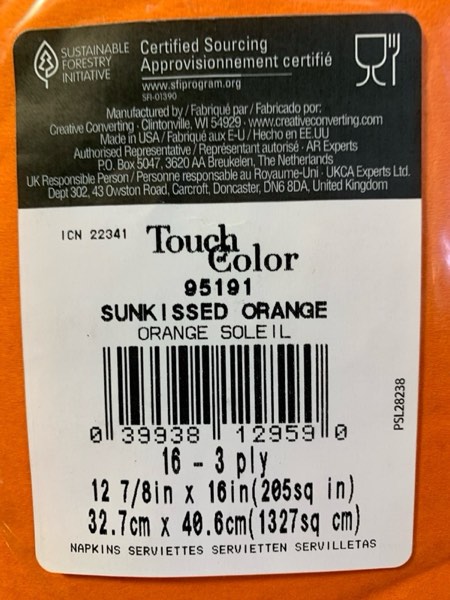 SUSTAINABLE
FORESTRY
INITIATIVE
Certified Sourcing
Approvisionnement certifié
www.sfiprogram.org
SFI-01390
Manufactured by / Fabriqué par / Fabricado por:
Creative Converting · Clintonville, WI 54929 · www.creativeconverting.com
Made in USA / Fabriqué aux E-U / Hecho en EE.UU
Authorised Representative / Représentant autorisé · AR Experts
P.O. Box 5047, 3620 AA Breukelen, The Netherlands
UK Responsible Person / Personne responsable au Royaume-Uni · UKCA Experts Ltd.
Dept 302, 43 Owston Road, Carcroft, Doncaster, DN6 8DA, United Kingdom
ICN 22341
Touch
of
Color
95191
SUNKISSED ORANGE
ORANGE SOLEIL
0 39938 12959 0
PSL28238
16 - 3 ply
12 7/8in x 16in(205sq in)
32.7cm x 40.6cm(1327sq cm)
NAPKINS SERVIETTES SERVIETTEN SERVILLETAS